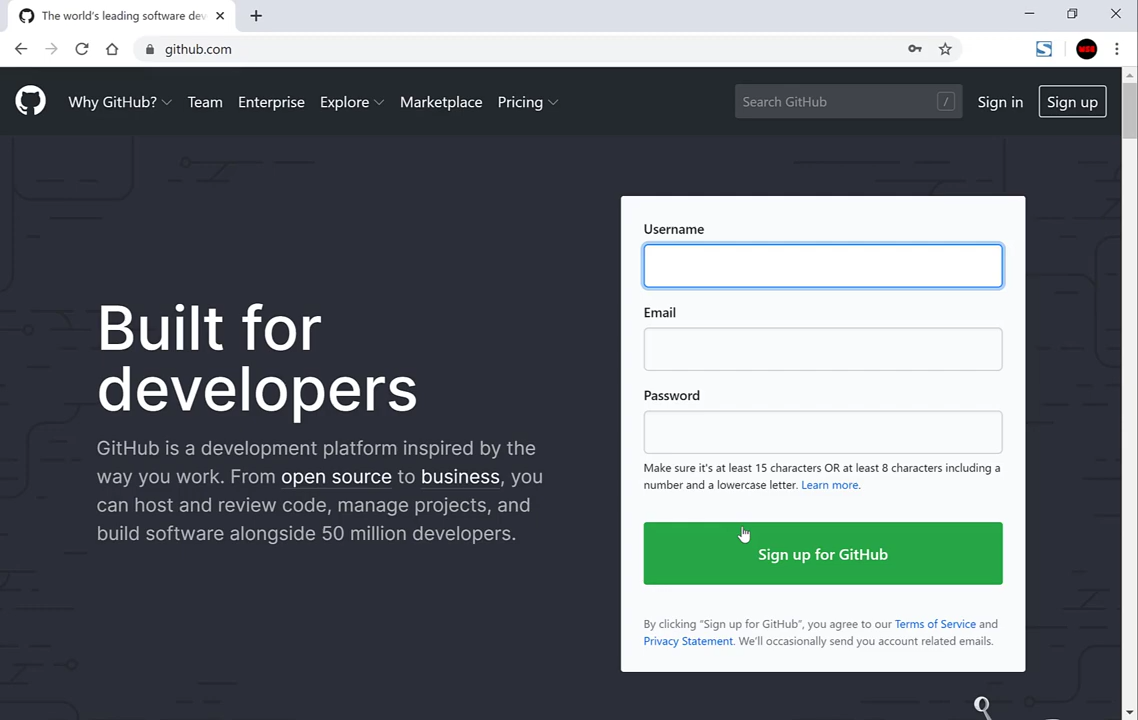 The world's leading software dev
github.com
MSG
Why GitHub?
Team
Enterprise
Explore
Marketplace
Pricing
Search GitHub
/
Sign in
Sign up
Built for
developers
GitHub is a development platform inspired by the
way you work. From open source to business, you
can host and review code, manage projects, and
build software alongside 50 million developers.
Username
Email
Password
Make sure it's at least 15 characters OR at least 8 characters including a
number and a lowercase letter. Learn more.
Sign up for GitHub
By clicking “Sign up for GitHub”, you agree to our Terms of Service and
Privacy Statement. We’ll occasionally send you account related emails.